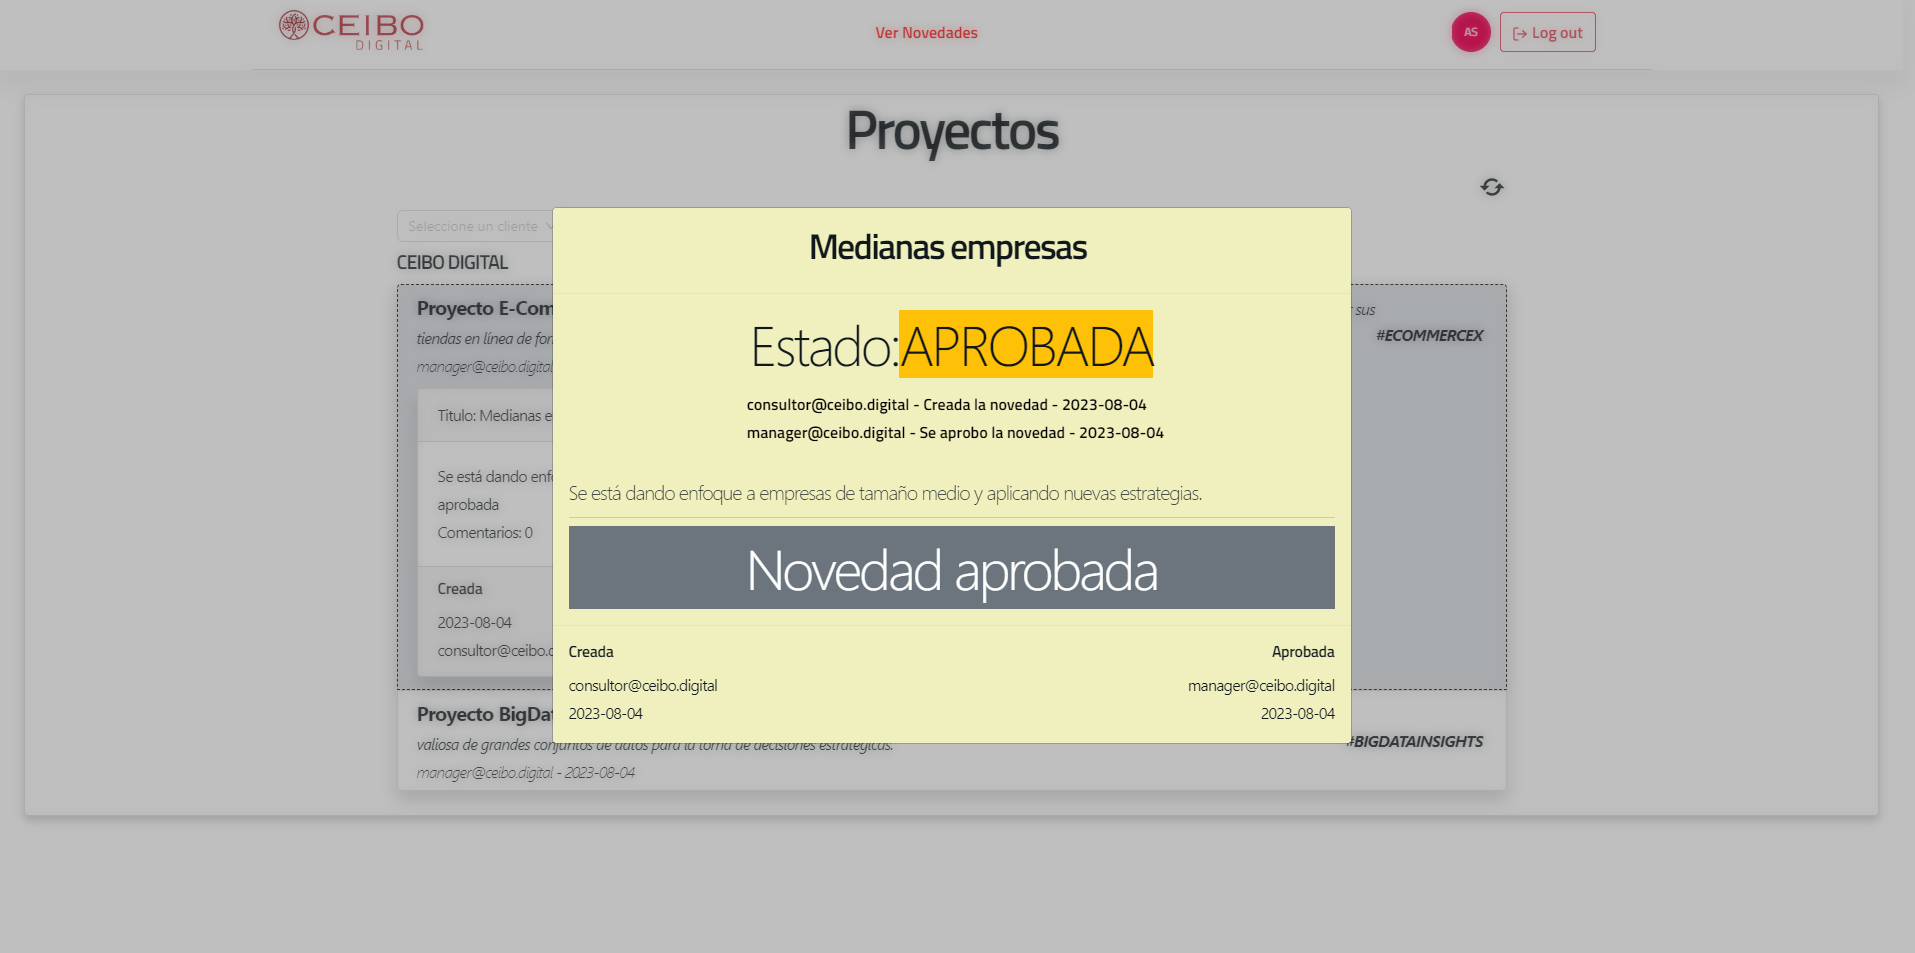 CEIBO
DIGITAL
Ver Novedades
AS
Log out
Proyectos
Seleccione un cliente
CEIBO DIGITAL
Proyecto E-Com
sus
tiendas en línea de for
#ECOMMERCEX
manager@ceibo.digital
Titulo: Medianas e
Se está dando enf
aprobada
Comentarios: 0
Creada
2023-08-04
consultor@ceibo.
Proyecto BigDat
valiosa de grandes conjuntos de datos para la toma de decisiones estratégicas.
#BIGDATAINSIGHTS
manager@ceibo.digital - 2023-08-04
Medianas empresas
Estado:APROBADA
consultor@ceibo.digital - Creada la novedad - 2023-08-04
manager@ceibo.digital - Se aprobo la novedad - 2023-08-04
Se está dando enfoque a empresas de tamaño medio y aplicando nuevas estrategias.
Novedad aprobada
Creada
Aprobada
consultor@ceibo.digital
manager@ceibo.digital
2023-08-04
2023-08-04